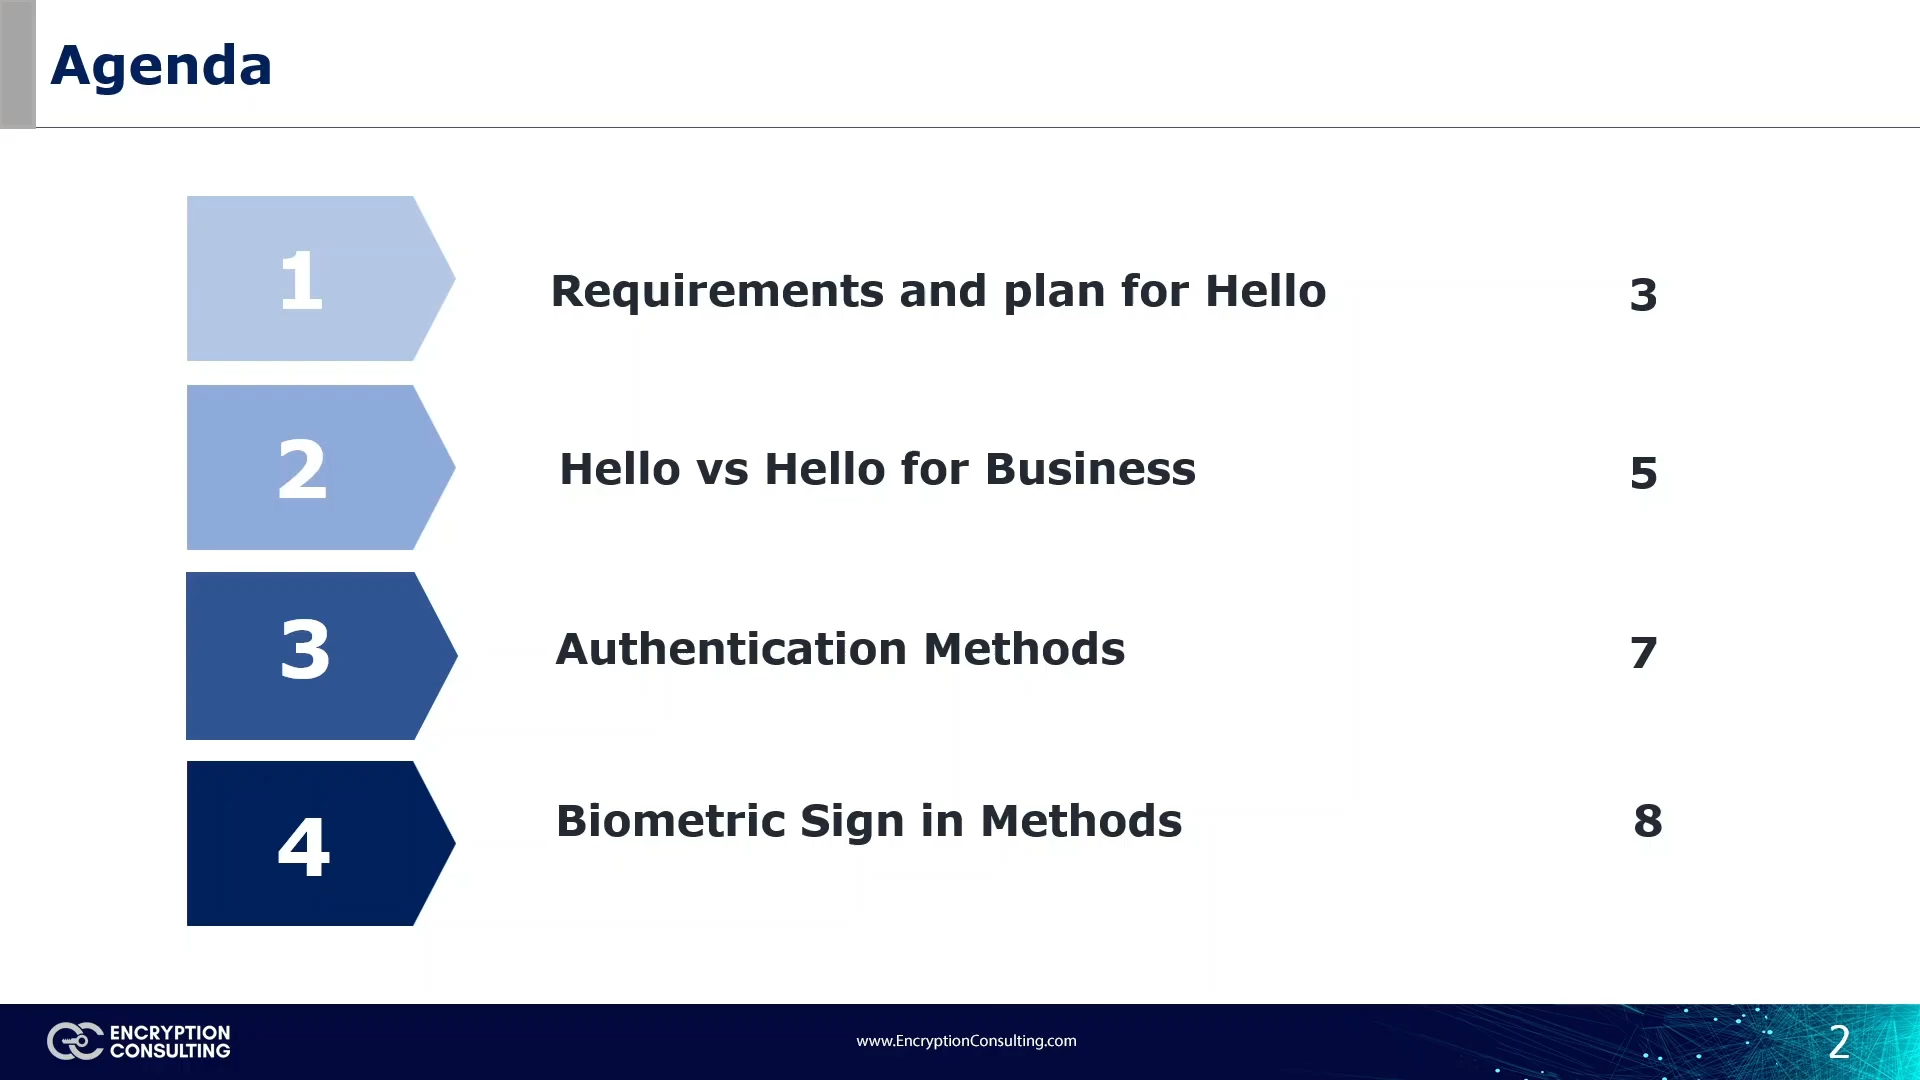 Agenda
1 Requirements and plan for Hello 3
2 Hello vs Hello for Business 5
3 Authentication Methods 7
4 Biometric Sign in Methods 8
ENCRYPTION
CONSULTING
www.EncryptionConsulting.com
2